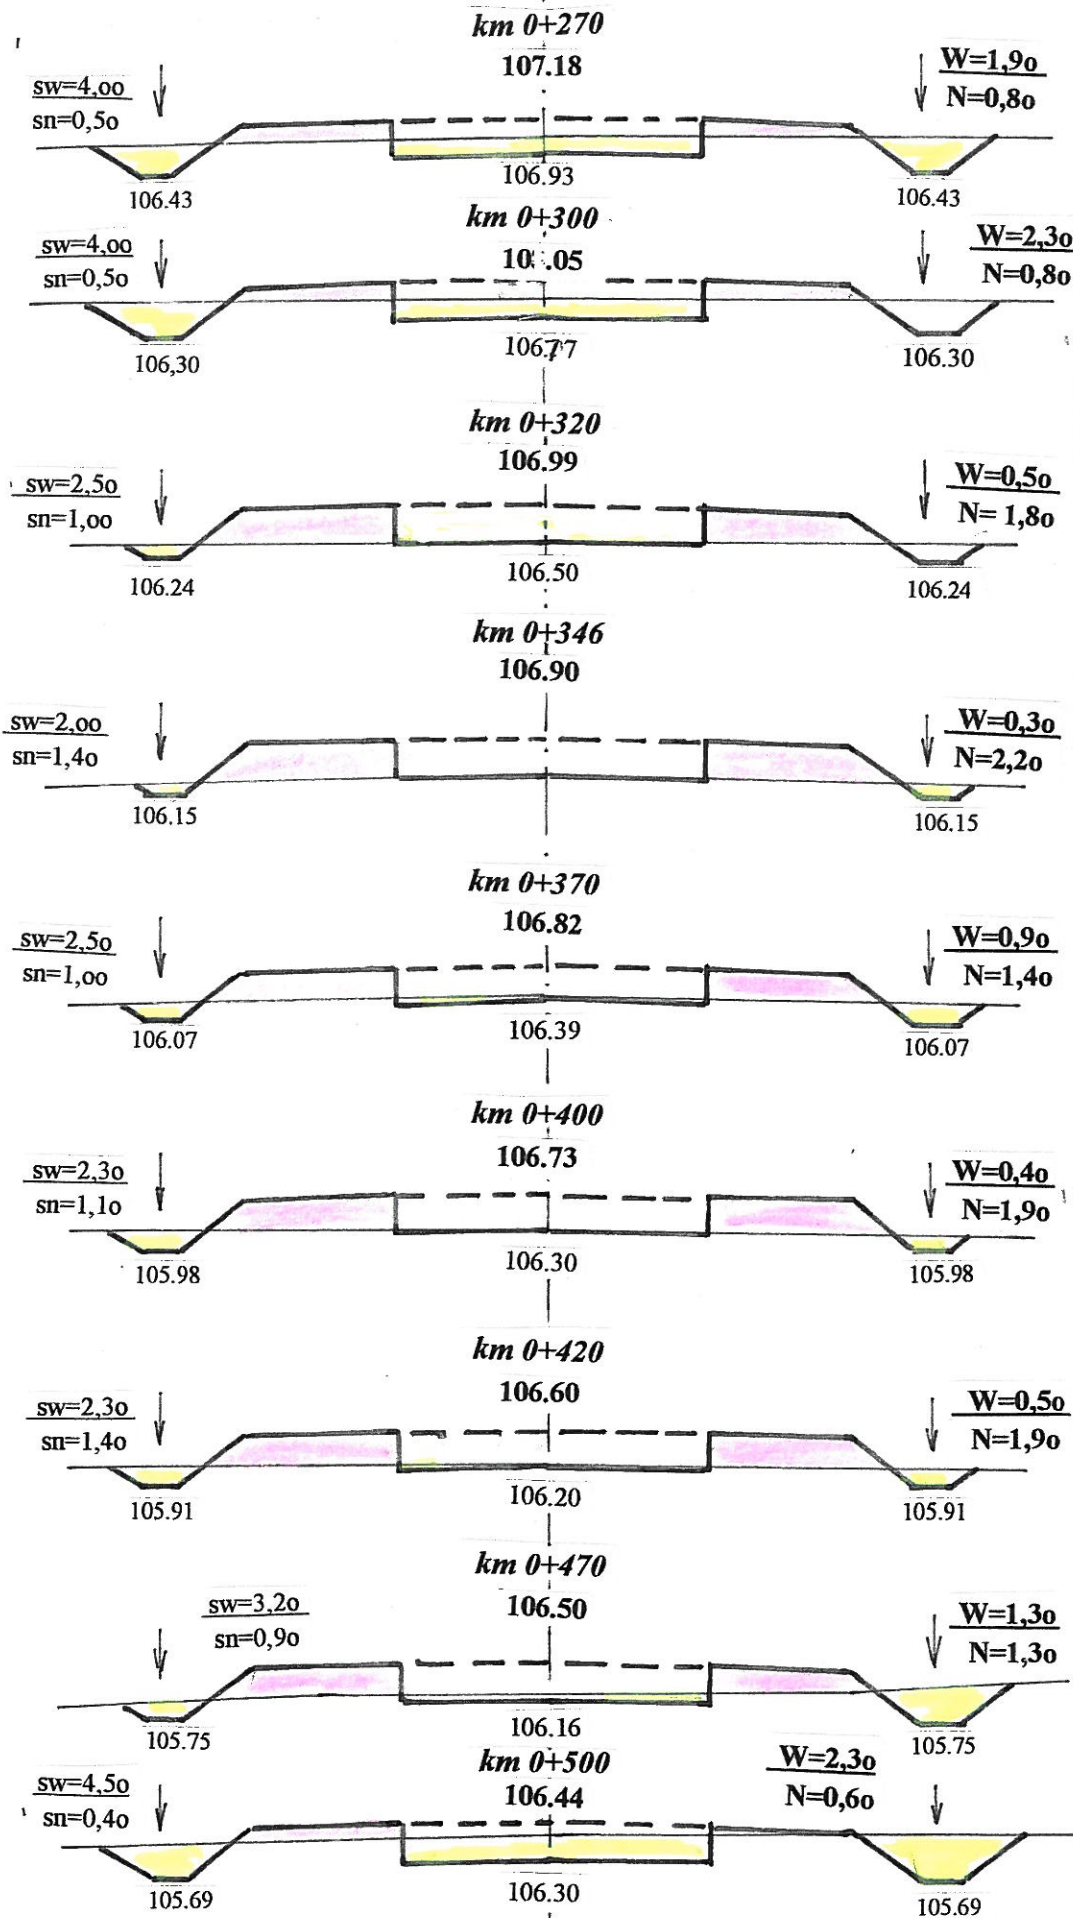 km 0+270
107.18
sw=4,oo
sn=0,5o
W=1,9o
N=0,8o
106.43
106.93
106.43
km 0+300
sw=4,oo
sn=0,5o
W=2,3o
N=0,8o
106,30
106.77
106.30
km 0+320
106.99
sw=2,5o
sn=1,oo
W=0,5o
N= 1,8o
106.24
106.50
106.24
km 0+346
106.90
sw=2,oo
sn=1,4o
W=0,3o
N=2,2o
106.15
106.15
km 0+370
106.82
sw=2,5o
sn=1,oo
W=0,9o
N=1,4o
106.07
106.39
106.07
km 0+400
106.73
sw=2,3o
sn=1,1o
W=0,4o
N=1,9o
105.98
106.30
105.98
km 0+420
106.60
sw=2,3o
sn=1,4o
W=0,5o
N=1,9o
105.91
106.20
105.91
km 0+470
106.50
sw=3,2o
sn=0,9o
W=1,3o
N=1,3o
105.75
106.16
105.75
km 0+500
106.44
sw=4,5o
sn=0,4o
W=2,3o
N=0,6o
105.69
106.30
105.69